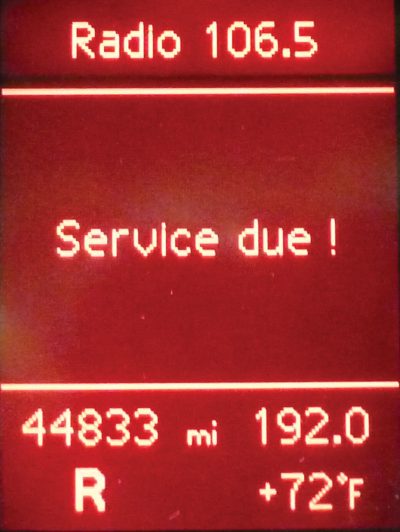 Radio 106.5
Service due !
44833 mi 192.0
R +72°F